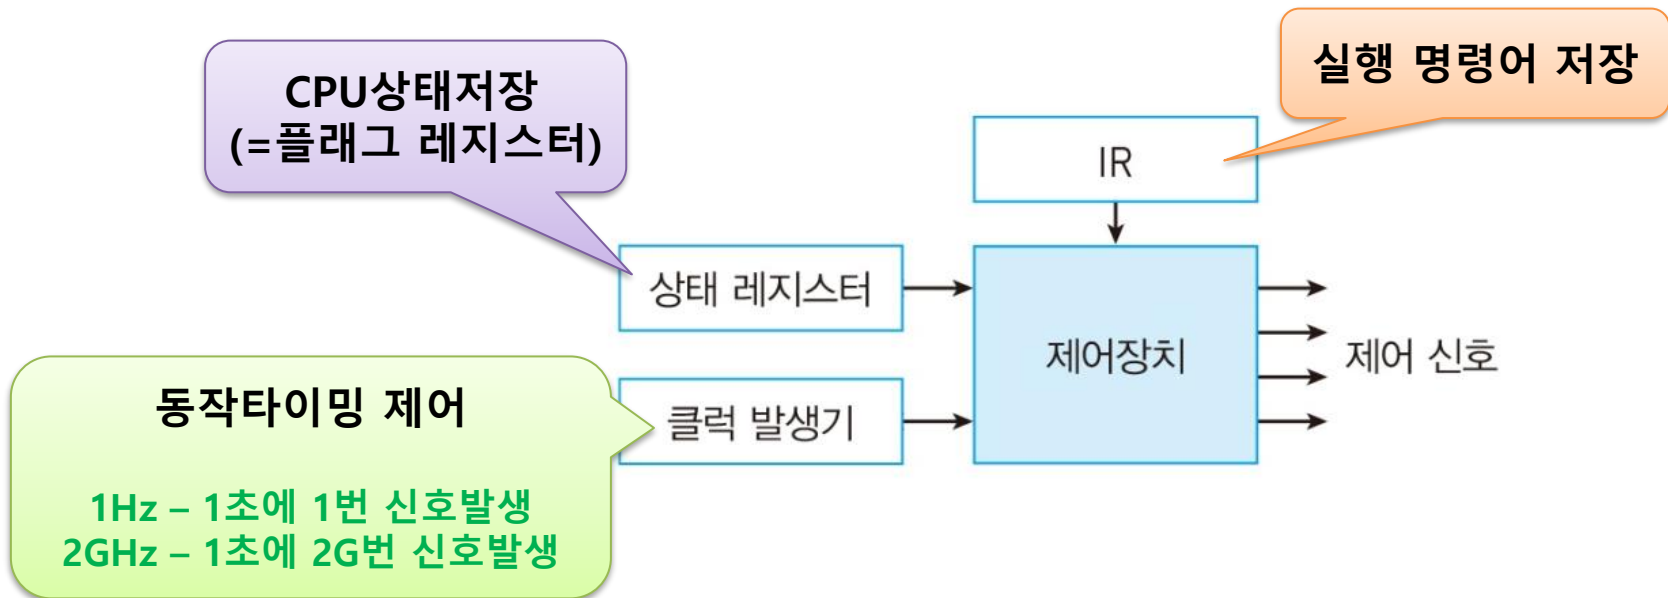 CPU상태저장
(=플래그 레지스터)
실행 명령어 저장
IR
상태 레지스터
제어장치
제어 신호
클럭 발생기
동작타이밍 제어
1Hz – 1초에 1번 신호발생
2GHz – 1초에 2G번 신호발생